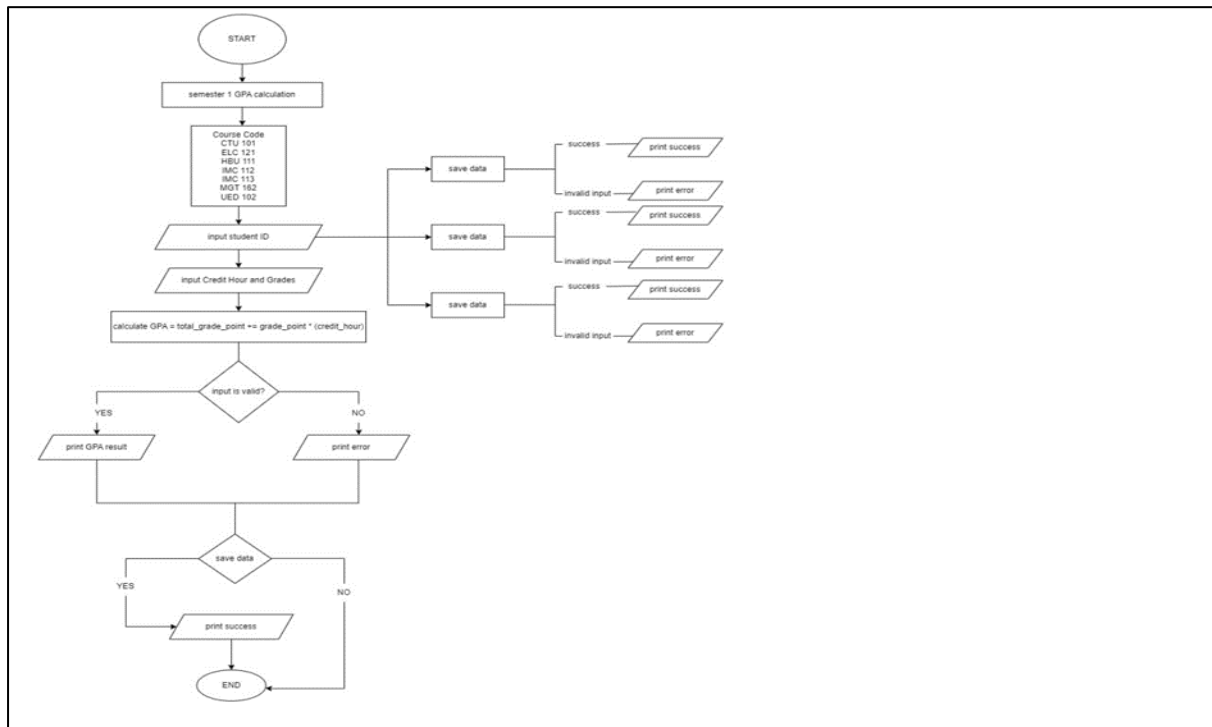 START
semester 1 GPA calculation
Course Code
CTU 101
ELC 121
HBU 111
IMC 112
IMC 113
MGT 162
UED 102
input student ID
input Credit Hour and Grades
calculate GPA = total_grade_point += grade_point * (credit_hour)
input is valid?
YES
NO
print GPA result
print error
save data
YES
NO
print success
END
save data
success
print success
invalid input
print error
save data
success
print success
invalid input
print error
save data
success
print success
invalid input
print error